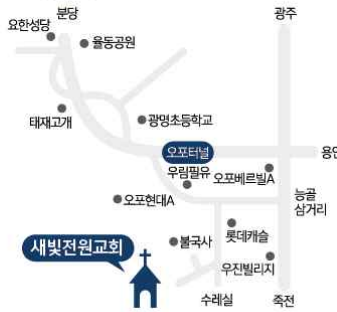 분당
광주
요한성당
율동공원
태재고개
광명초등학교
오포터널
용인
우림필유
오포베르빌A
오포현대A
능골
삼거리
롯데캐슬
불국사
새빛전원교회
우진빌리지
수레실
죽전